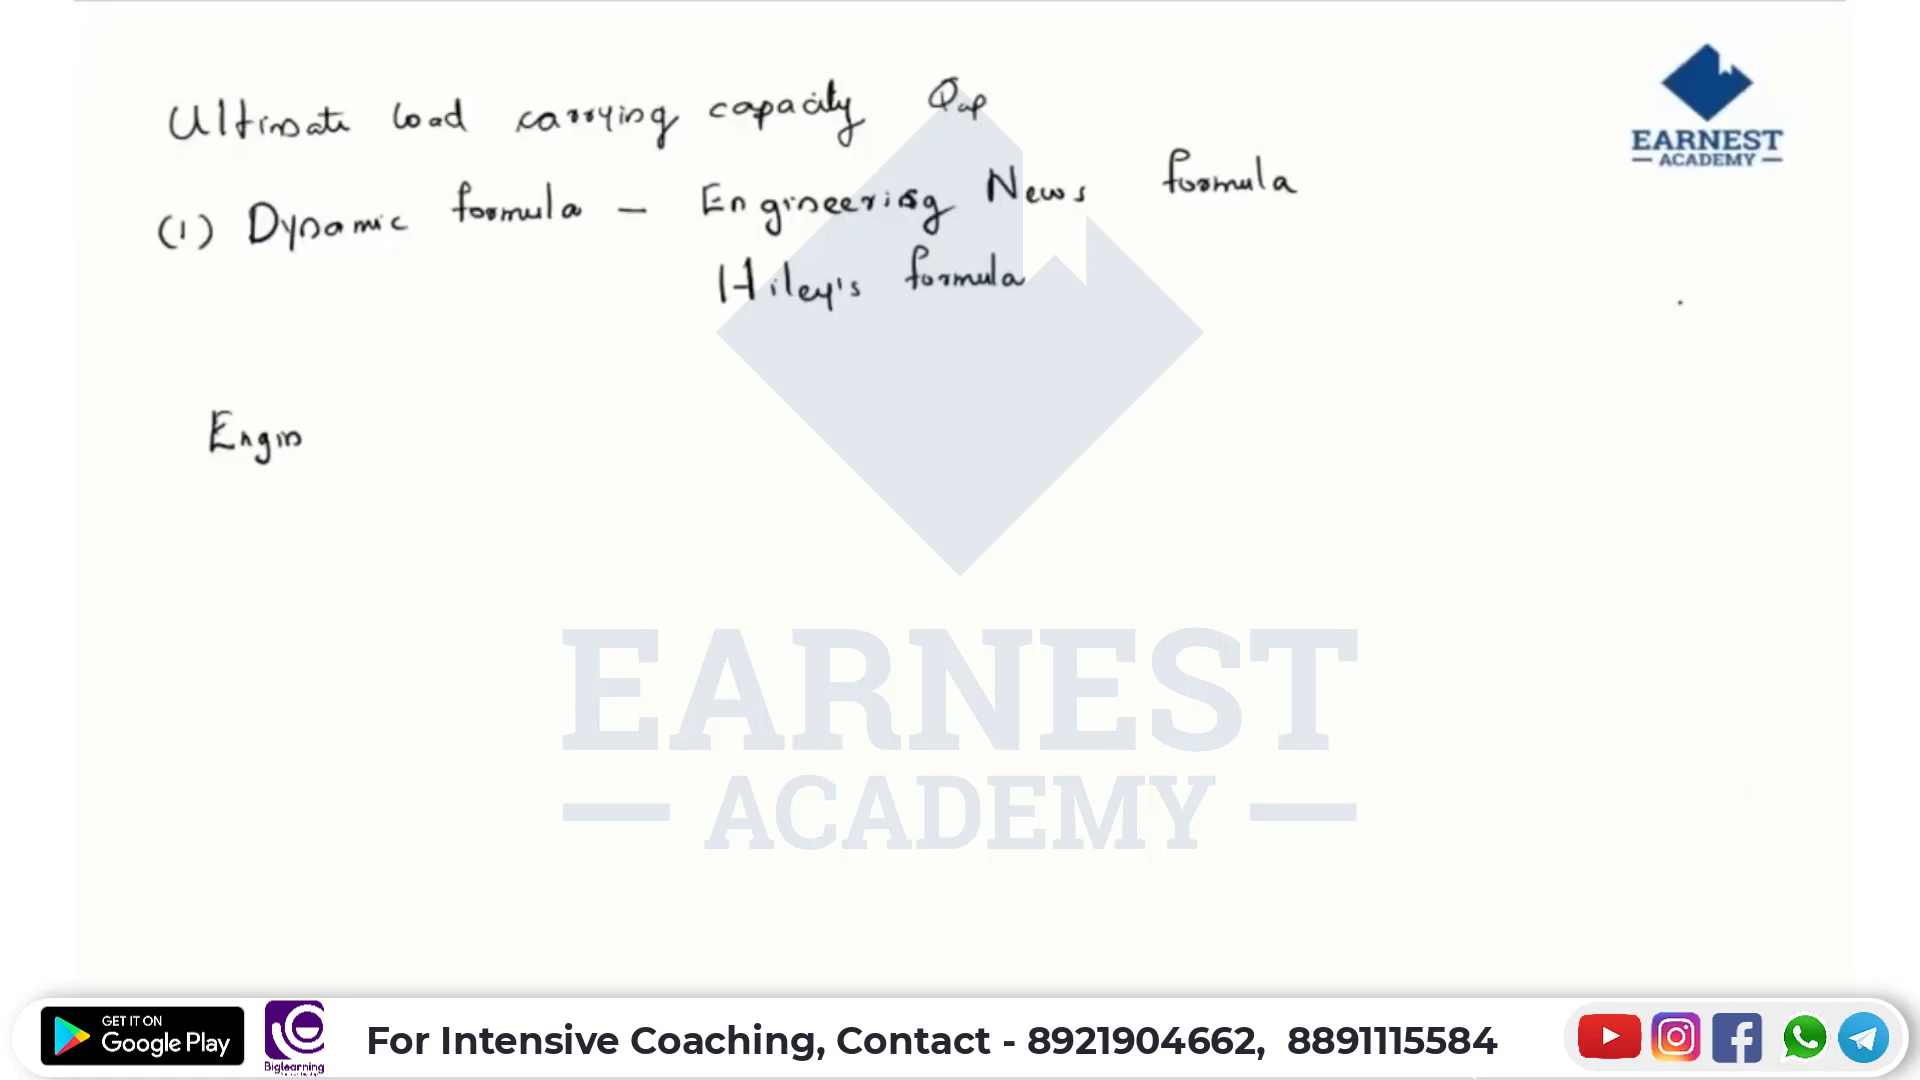 Ultimate load carrying capacity Qup
(1) Dynamic formula - Engineering News formula
Hiley's formula
Engin
EARNEST
ACADEMY
EARNEST
ACADEMY
GET IT ON
Google Play
Biglearning
For Intensive Coaching, Contact - 8921904662, 8891115584